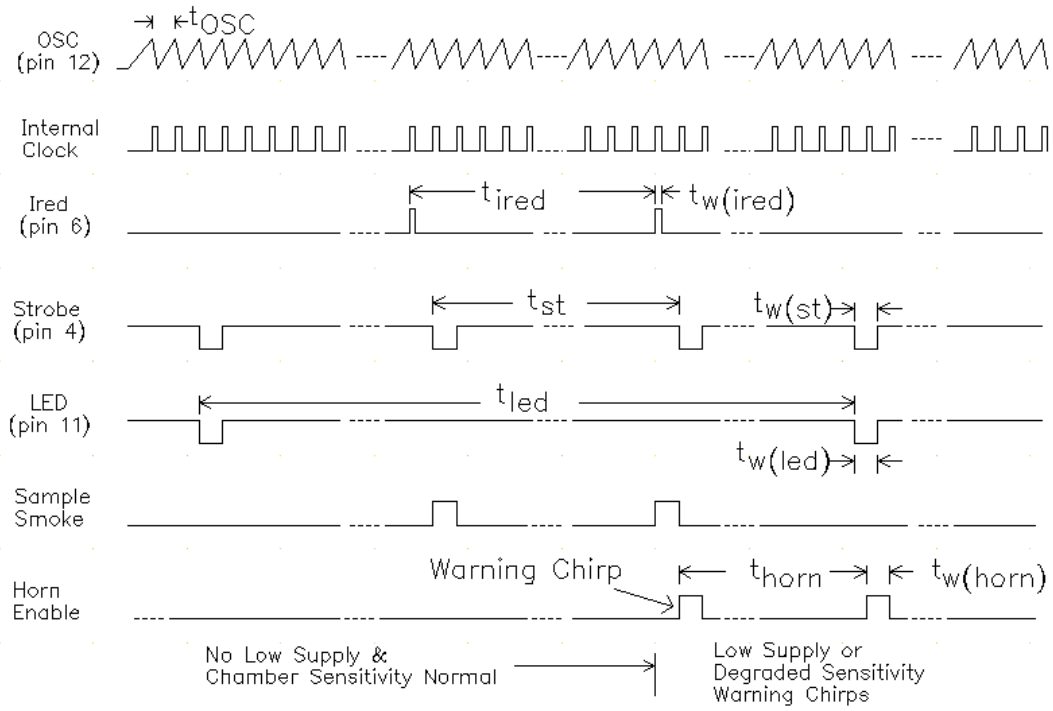 tOSC
OSC
(pin 12)
Internal
Clock
Ired
(pin 6)
tired
tw(ired)
Strobe
(pin 4)
tst
tw(st)
LED
(pin 11)
tled
tw(led)
Sample
Smoke
Horn
Enable
Warning Chirp
thorn
tw(horn)
No Low Supply &
Chamber Sensitivity Normal
Low Supply or
Degraded Sensitivity
Warning Chirps